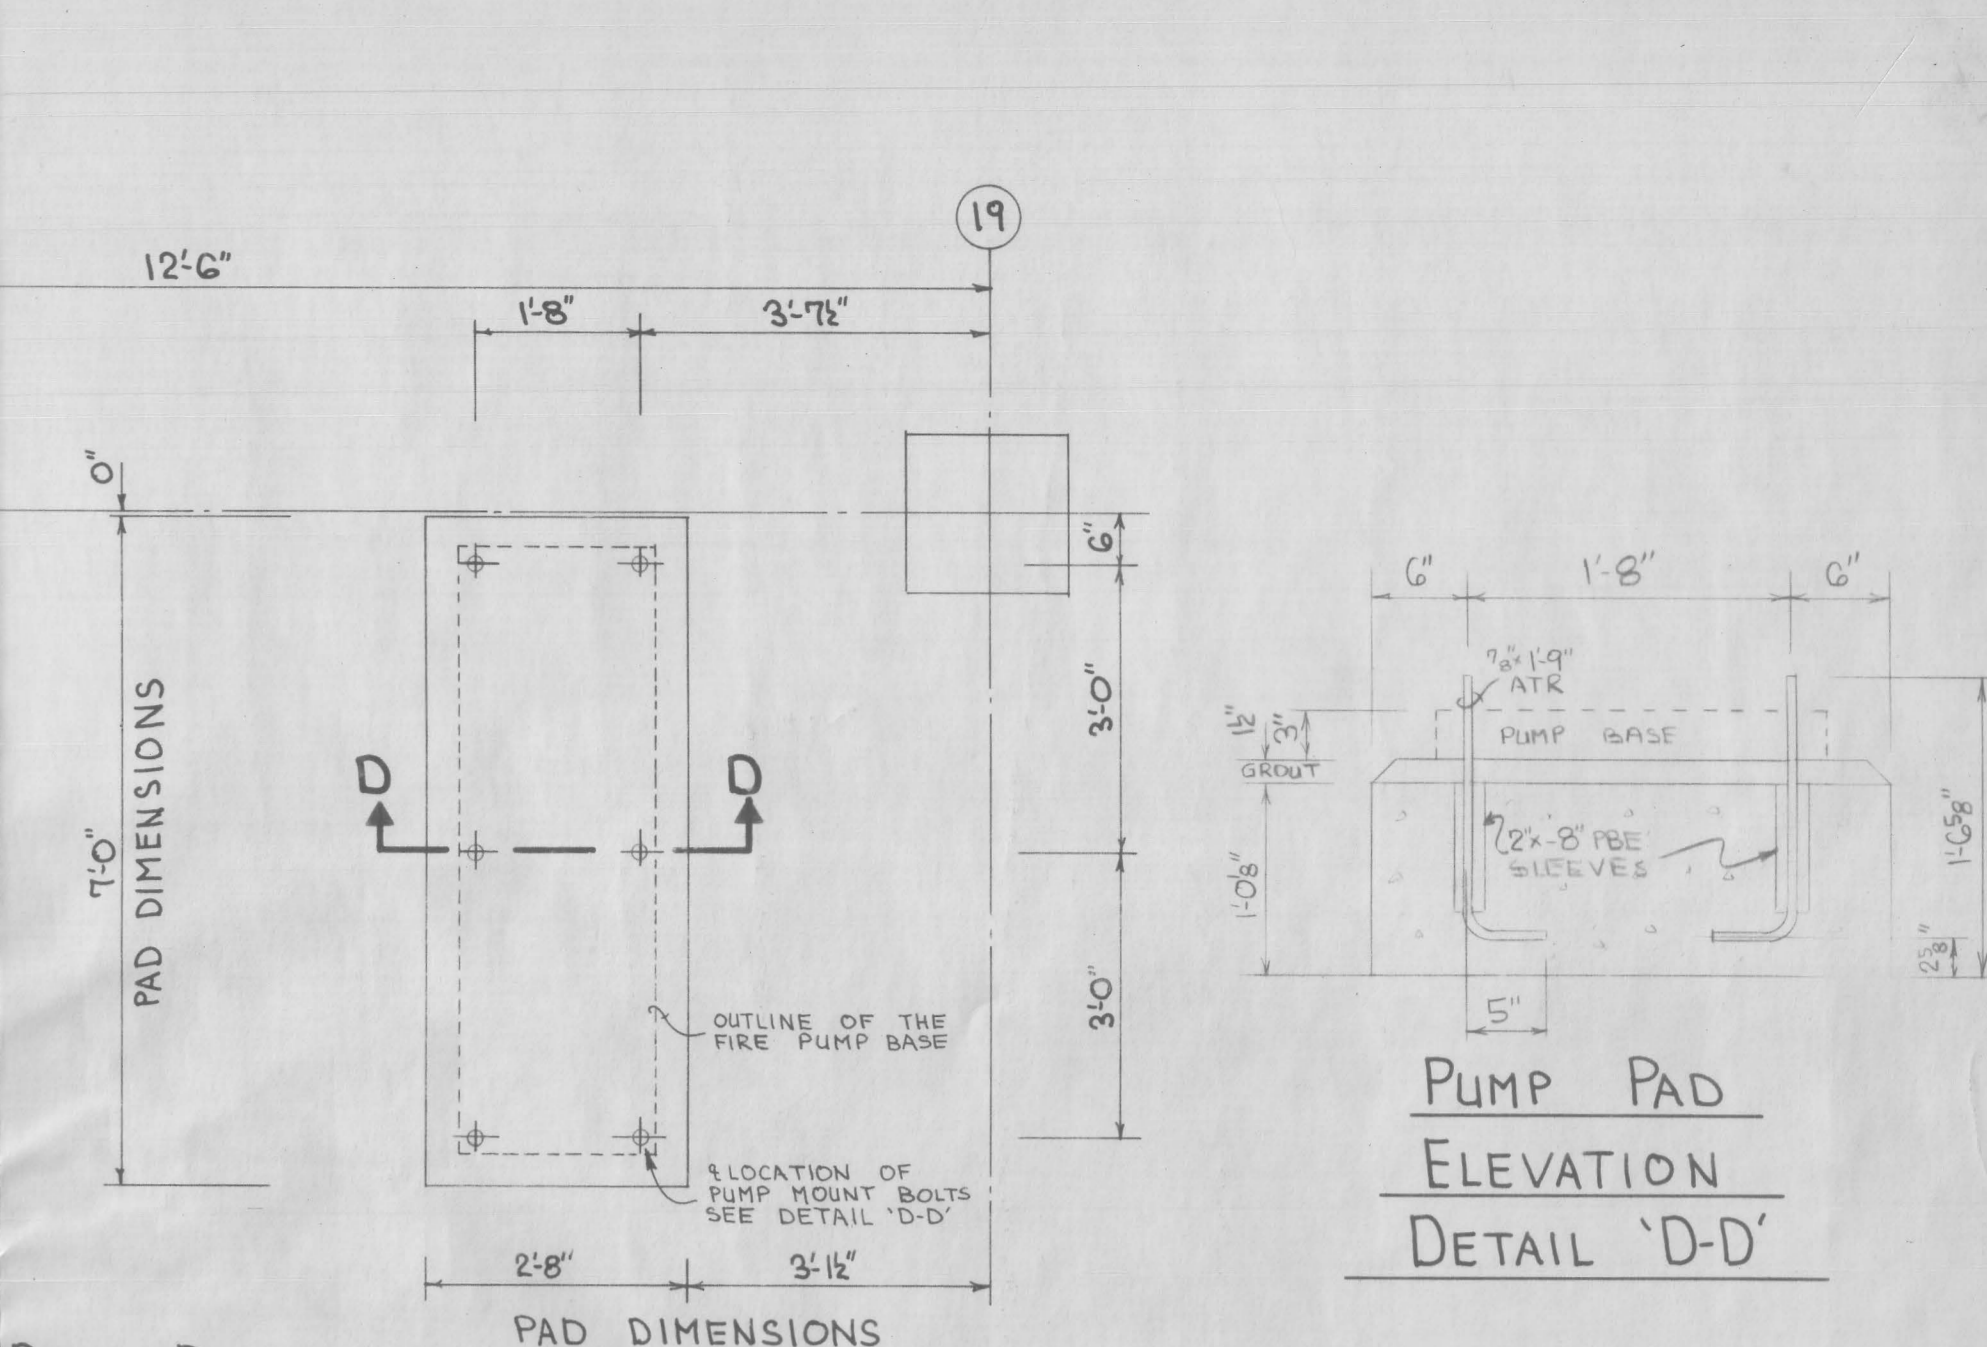 19
12'-6"
1'-8"
3'-7½"
0"
6"
7'-0"
PAD DIMENSIONS
3'-0"
D
D
3'-0"
OUTLINE OF THE
FIRE PUMP BASE
℄ LOCATION OF
PUMP MOUNT BOLTS
SEE DETAIL 'D-D'
2'-8"
3'-1½"
PAD DIMENSIONS
6"
1'-8"
6"
⅞"x1'-9"
ATR
1½"
3"
PUMP BASE
GROUT
2"x-8" PBE
SLEEVES
1'-0⅛"
1'-6⅝"
2⅝"
5"
PUMP PAD
ELEVATION
DETAIL 'D-D'